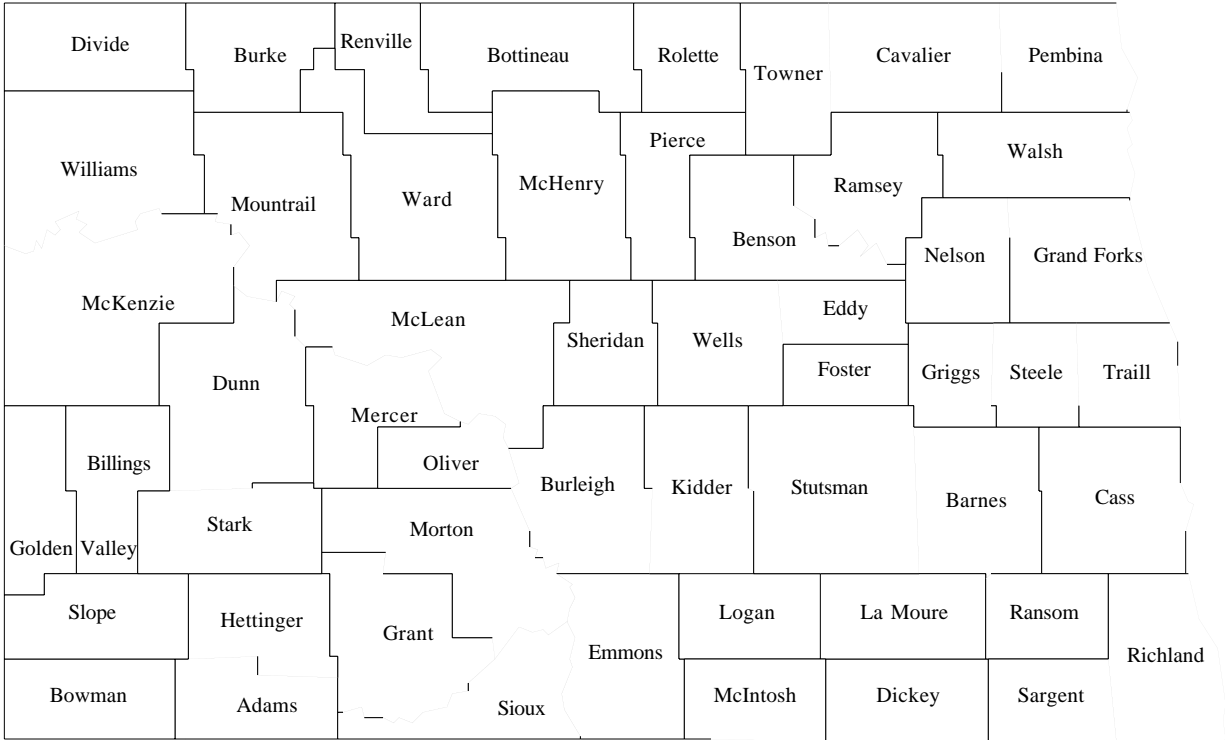 Divide
Burke
Renville
Bottineau
Rolette
Towner
Cavalier
Pembina
Williams
Mountrail
Ward
McHenry
Pierce
Benson
Ramsey
Walsh
McKenzie
Nelson
Grand Forks
Dunn
McLean
Sheridan
Wells
Eddy
Foster
Griggs
Steele
Traill
Mercer
Billings
Oliver
Burleigh
Kidder
Stutsman
Barnes
Cass
Golden Valley
Stark
Morton
Slope
Hettinger
Grant
Emmons
Logan
La Moure
Ransom
Richland
Bowman
Adams
Sioux
McIntosh
Dickey
Sargent